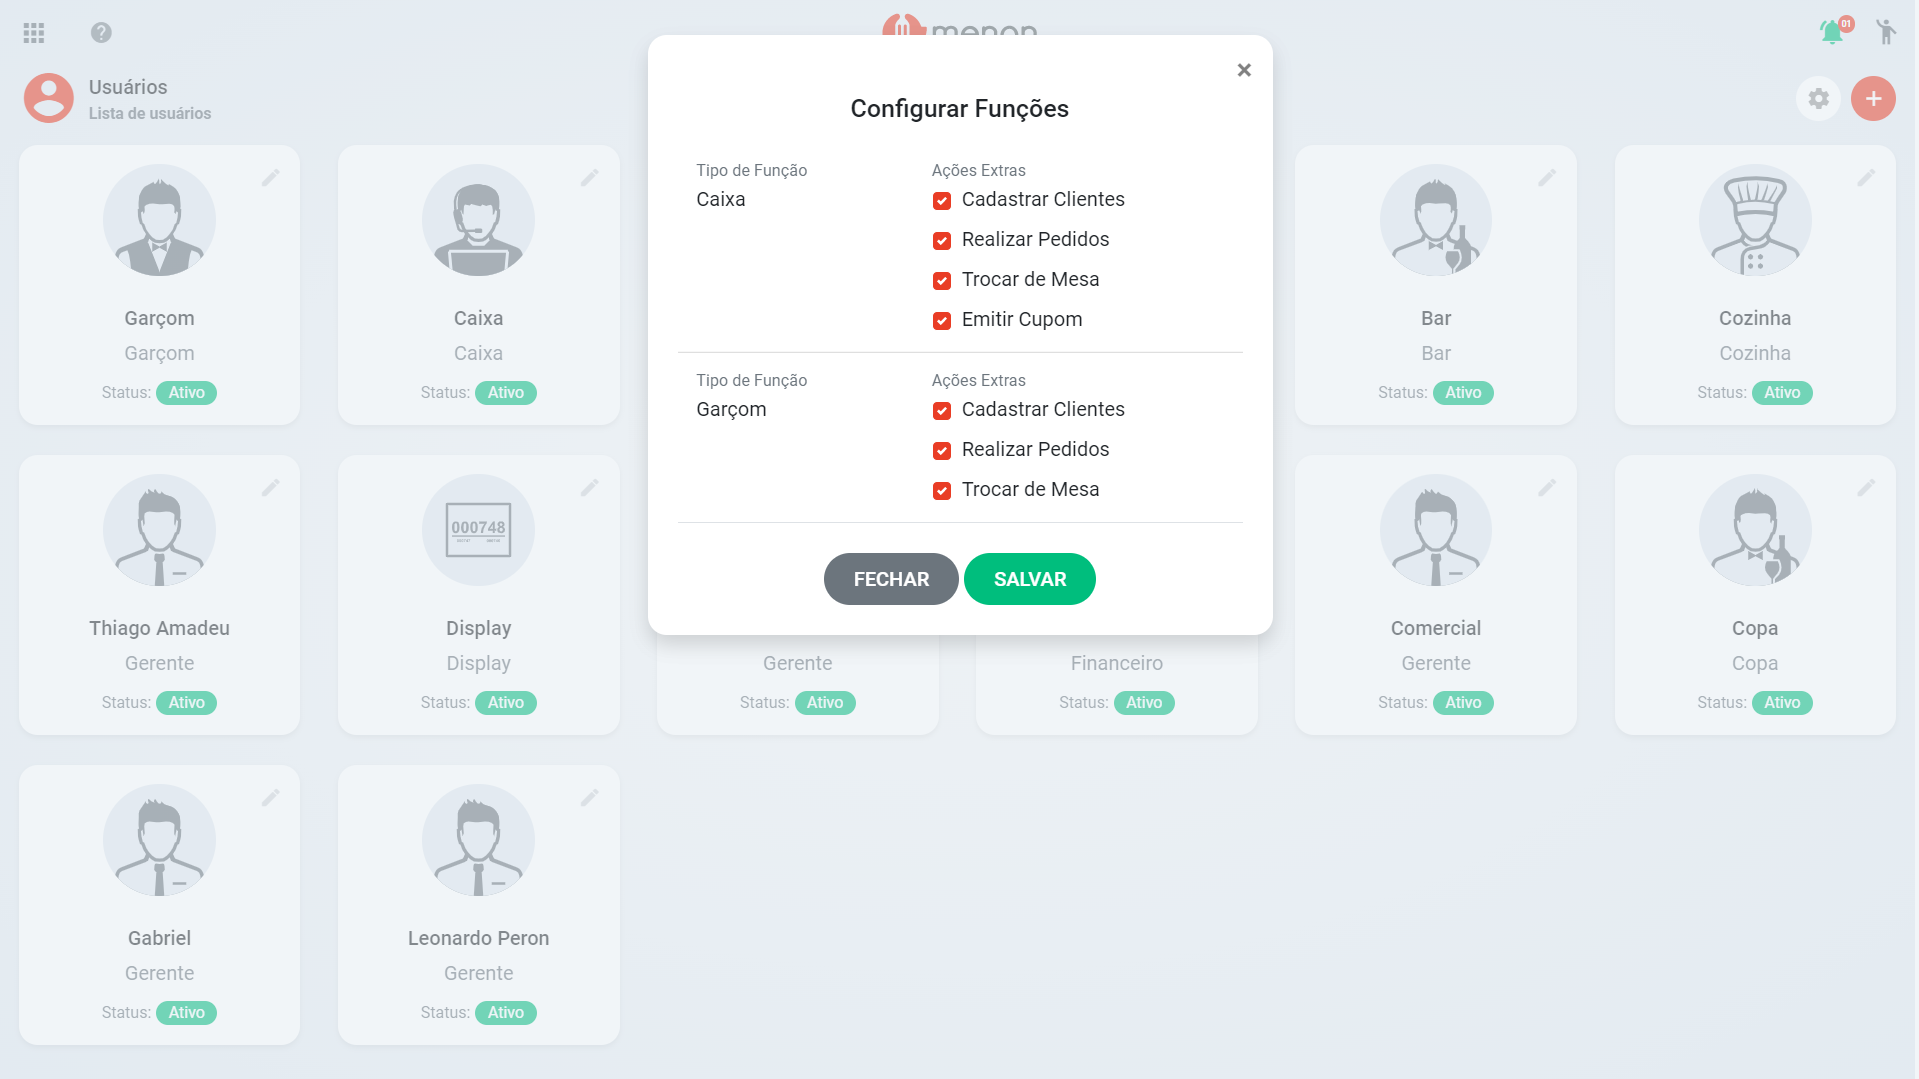 menon
01
Usuários
Lista de usuários
Configurar Funções
Tipo de Função
Caixa
Ações Extras
Cadastrar Clientes
Realizar Pedidos
Trocar de Mesa
Emitir Cupom
Tipo de Função
Garçom
Ações Extras
Cadastrar Clientes
Realizar Pedidos
Trocar de Mesa
FECHAR
SALVAR
Garçom
Garçom
Status: Ativo
Caixa
Caixa
Status: Ativo
Bar
Bar
Status: Ativo
Cozinha
Cozinha
Status: Ativo
Thiago Amadeu
Gerente
Status: Ativo
000748
Display
Display
Status: Ativo
Gerente
Status: Ativo
Financeiro
Status: Ativo
Comercial
Gerente
Status: Ativo
Copa
Copa
Status: Ativo
Gabriel
Gerente
Status: Ativo
Leonardo Peron
Gerente
Status: Ativo